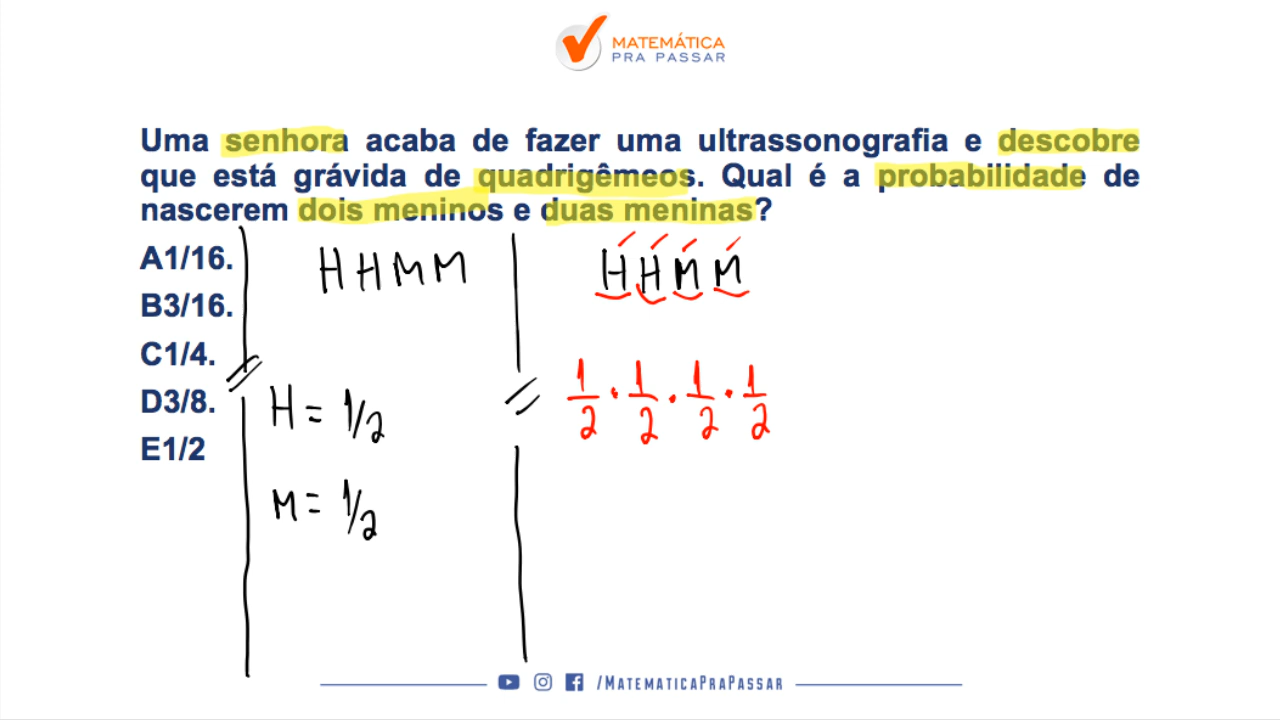 MATEMÁTICA
PRA PASSAR
Uma senhora acaba de fazer uma ultrassonografia e descobre
que está grávida de quadrigêmeos. Qual é a probabilidade de
nascerem dois meninos e duas meninas?
A1/16.
B3/16.
C1/4.
D3/8.
E1/2
H H M M
H = 1/2
M = 1/2
H H M M
1/2 . 1/2 . 1/2 . 1/2
/MATEMATICAPRAPASSAR